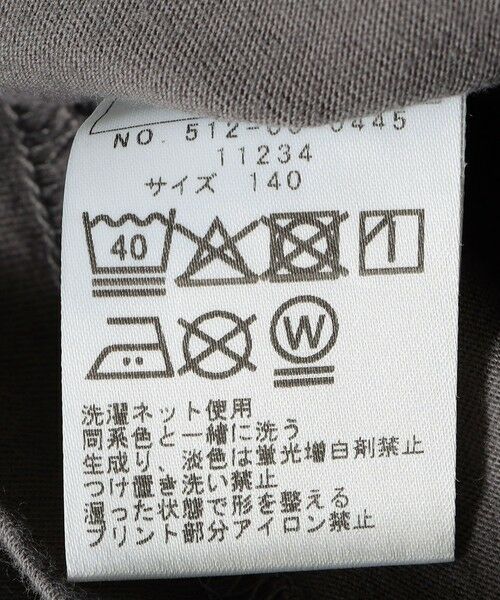 NO. 512-06-0445
11234
サイズ 140
40
W
洗濯ネット使用
同系色と一緒に洗う
生成り、淡色は蛍光増白剤禁止
つけ置き洗い禁止
湿った状態で形を整える
プリント部分アイロン禁止